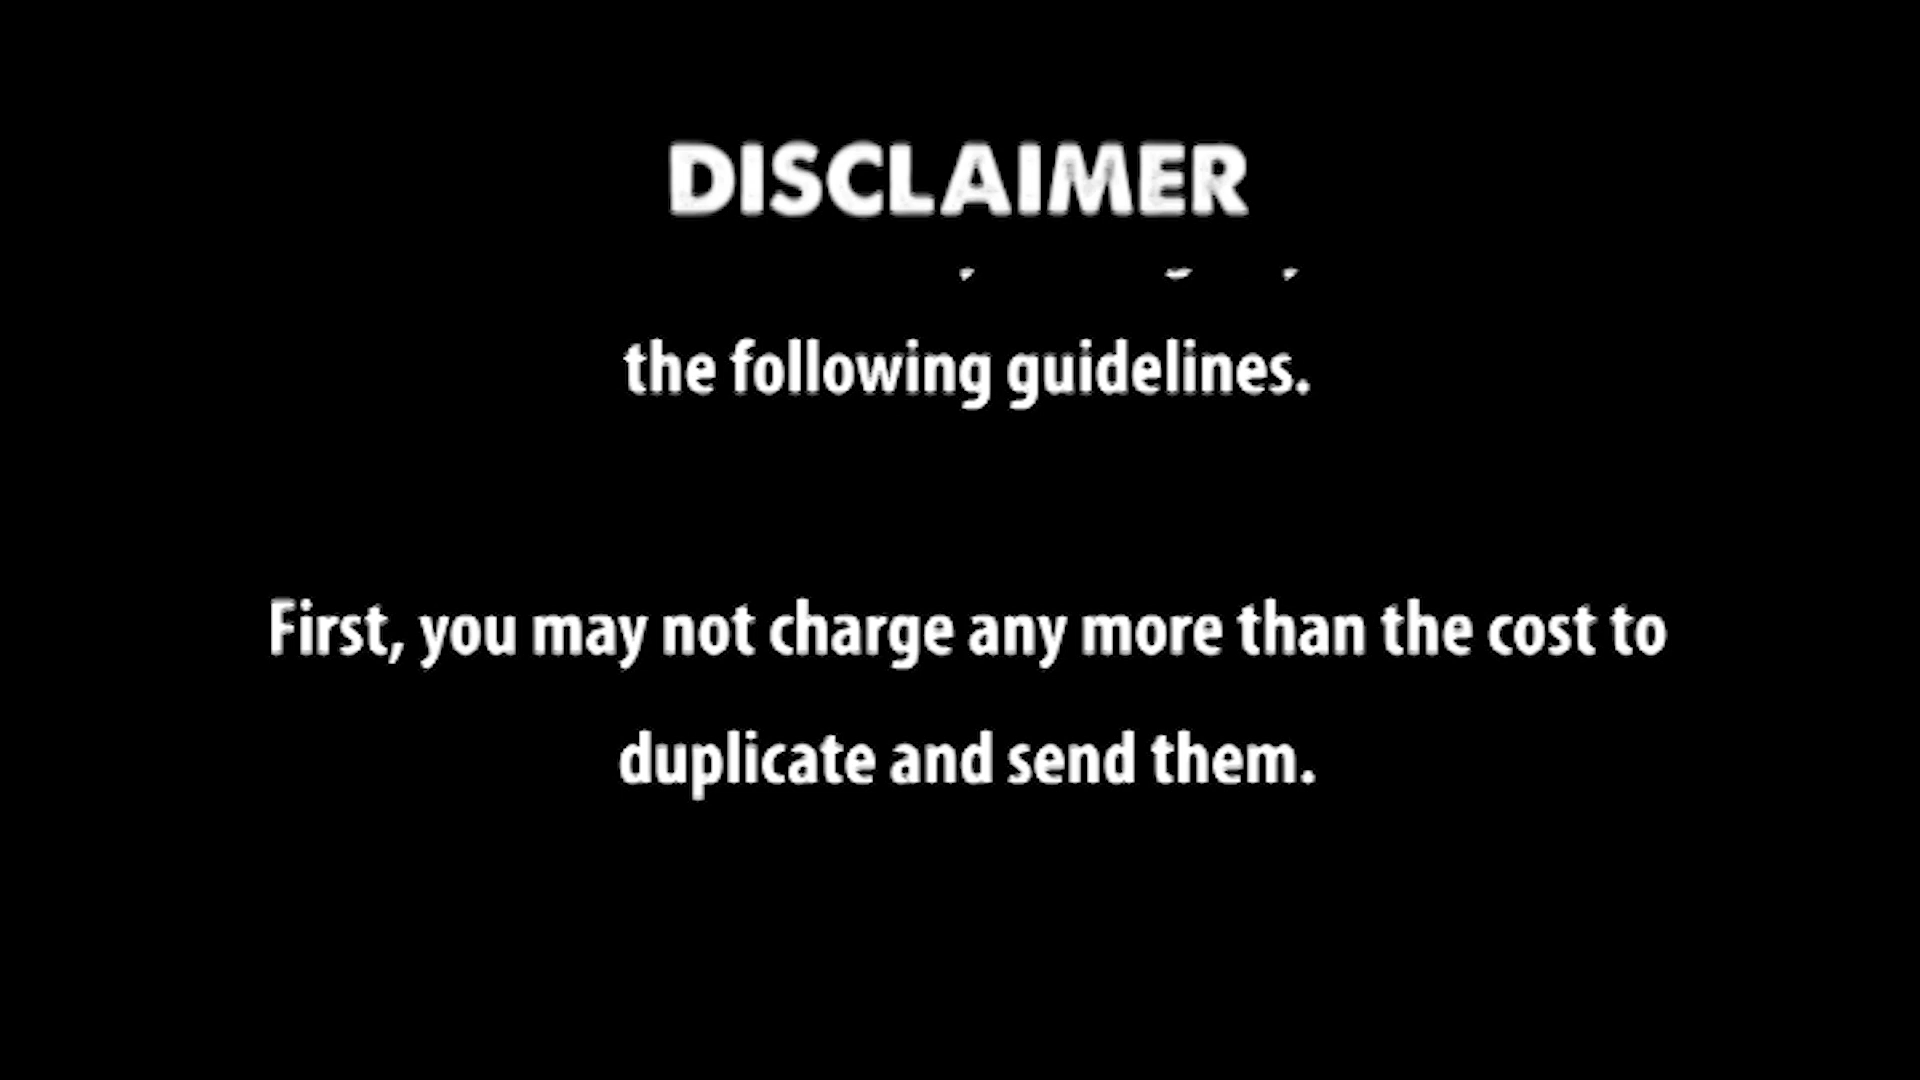 DISCLAIMER
the following guidelines.
First, you may not charge any more than the cost to
duplicate and send them.